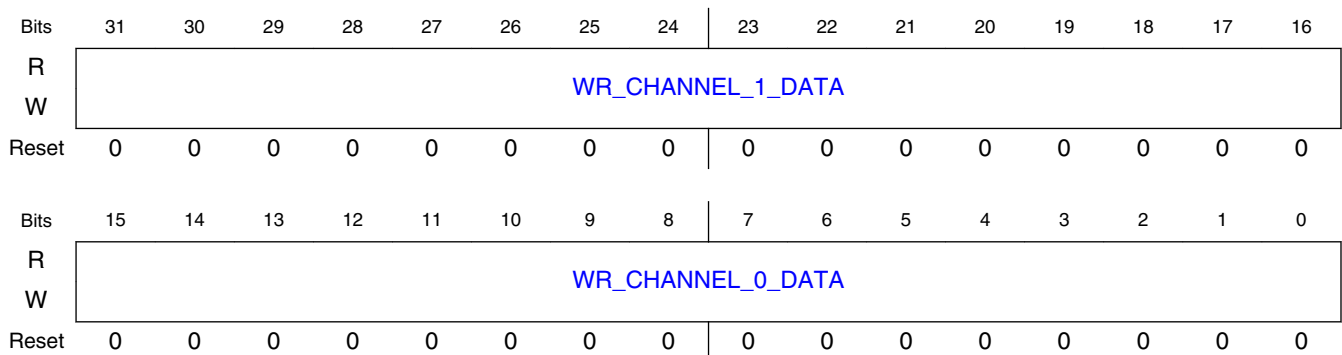 Bits 31 30 29 28 27 26 25 24 23 22 21 20 19 18 17 16
R
WR_CHANNEL_1_DATA
W
Reset 0 0 0 0 0 0 0 0 0 0 0 0 0 0 0 0
Bits 15 14 13 12 11 10 9 8 7 6 5 4 3 2 1 0
R
WR_CHANNEL_0_DATA
W
Reset 0 0 0 0 0 0 0 0 0 0 0 0 0 0 0 0